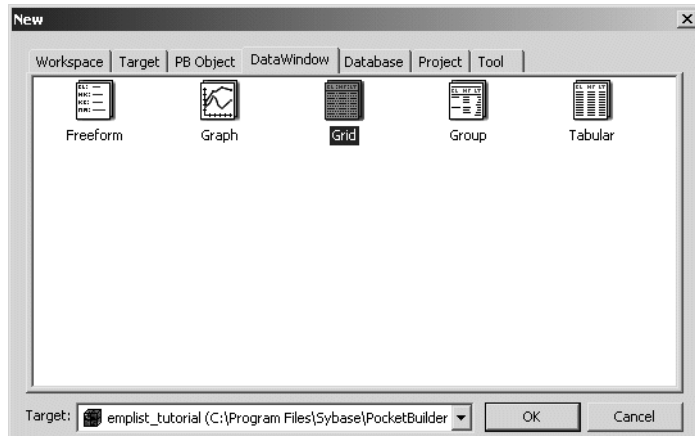 New
Workspace Target PB Object DataWindow Database Project Tool
Freeform Graph Grid Group Tabular
Target: emplist_tutorial (C:\Program Files\Sybase\PocketBuilder OK Cancel